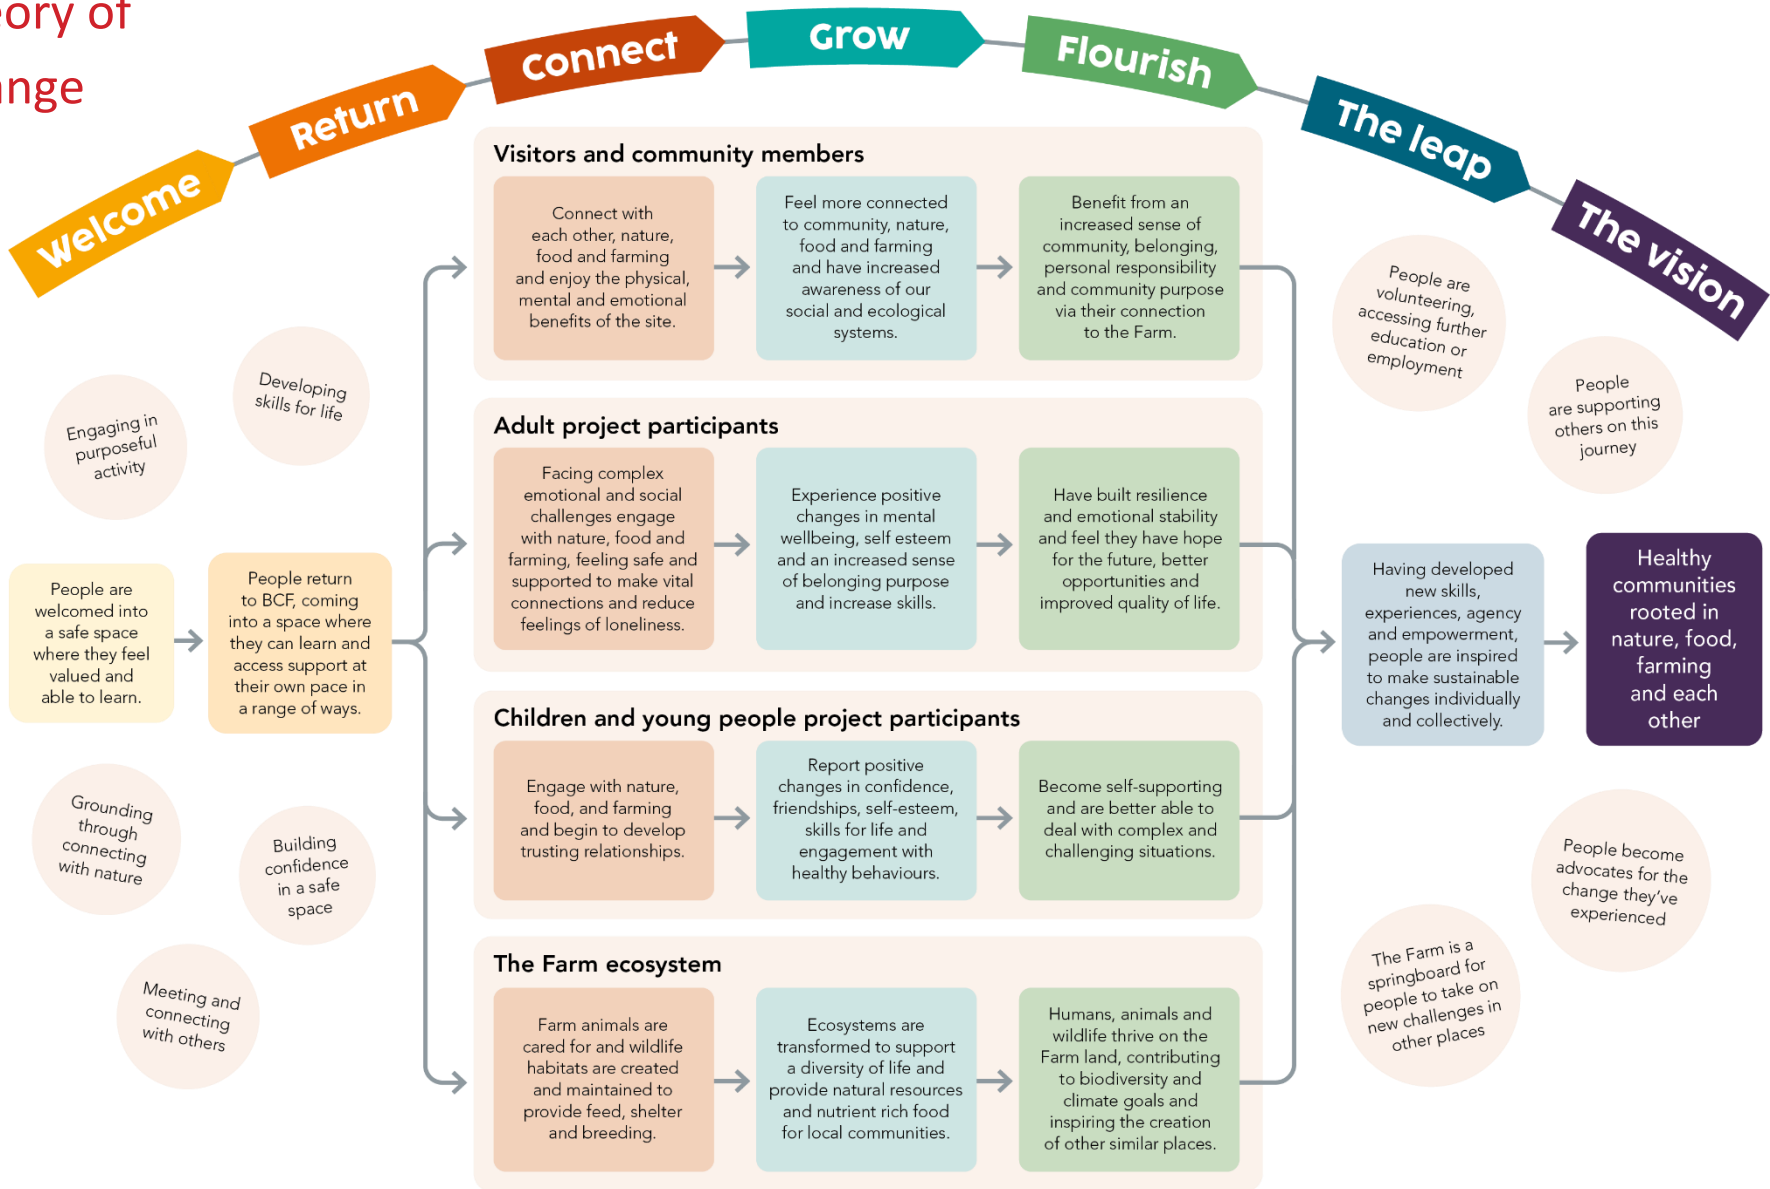 eory of
ange
Welcome
Return
Connect
Grow
Flourish
The leap
The vision
Engaging in
purposeful
activity
Developing
skills for life
People are
welcomed into
a safe space
where they feel
valued and
able to learn.
People return
to BCF, coming
into a space where
they can learn and
access support at
their own pace in
a range of ways.
Grounding
through
connecting
with nature
Building
confidence
in a safe
space
Meeting and
connecting
with others
Visitors and community members
Connect with
each other, nature,
food and farming
and enjoy the physical,
mental and emotional
benefits of the site.
Feel more connected
to community, nature,
food and farming
and have increased
awareness of our
social and ecological
systems.
Benefit from an
increased sense of
community, belonging,
personal responsibility
and community purpose
via their connection
to the Farm.
Adult project participants
Facing complex
emotional and social
challenges engage
with nature, food and
farming, feeling safe and
supported to make vital
connections and reduce
feelings of loneliness.
Experience positive
changes in mental
wellbeing, self esteem
and an increased sense
of belonging purpose
and increase skills.
Have built resilience
and emotional stability
and feel they have hope
for the future, better
opportunities and
improved quality of life.
Children and young people project participants
Engage with nature,
food, and farming
and begin to develop
trusting relationships.
Report positive
changes in confidence,
friendships, self-esteem,
skills for life and
engagement with
healthy behaviours.
Become self-supporting
and are better able to
deal with complex and
challenging situations.
The Farm ecosystem
Farm animals are
cared for and wildlife
habitats are created
and maintained to
provide feed, shelter
and breeding.
Ecosystems are
transformed to support
a diversity of life and
provide natural resources
and nutrient rich food
for local communities.
Humans, animals and
wildlife thrive on the
Farm land, contributing
to biodiversity and
climate goals and
inspiring the creation
of other similar places.
People are
volunteering,
accessing further
education or
employment
People
are supporting
others on this
journey
Having developed
new skills,
experiences, agency
and empowerment,
people are inspired
to make sustainable
changes individually
and collectively.
Healthy
communities
rooted in
nature, food,
farming
and each
other
People become
advocates for the
change they've
experienced
The Farm is a
springboard for
people to take on
new challenges in
other places